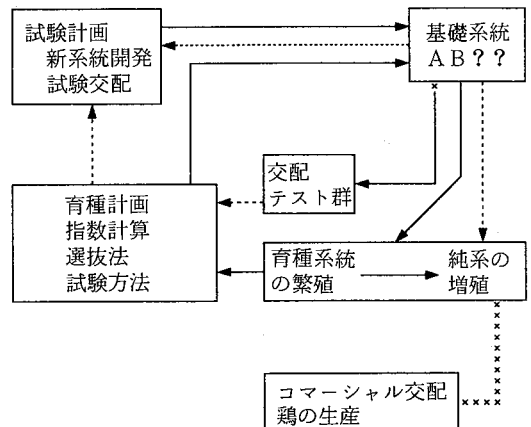 試験計画
新系統開発
試験交配
基礎系統
AB??
交配
テスト群
育種計画
指数計算
選抜法
試験方法
育種系統
の繁殖
純系の
増殖
コマーシャル交配
鶏の生産